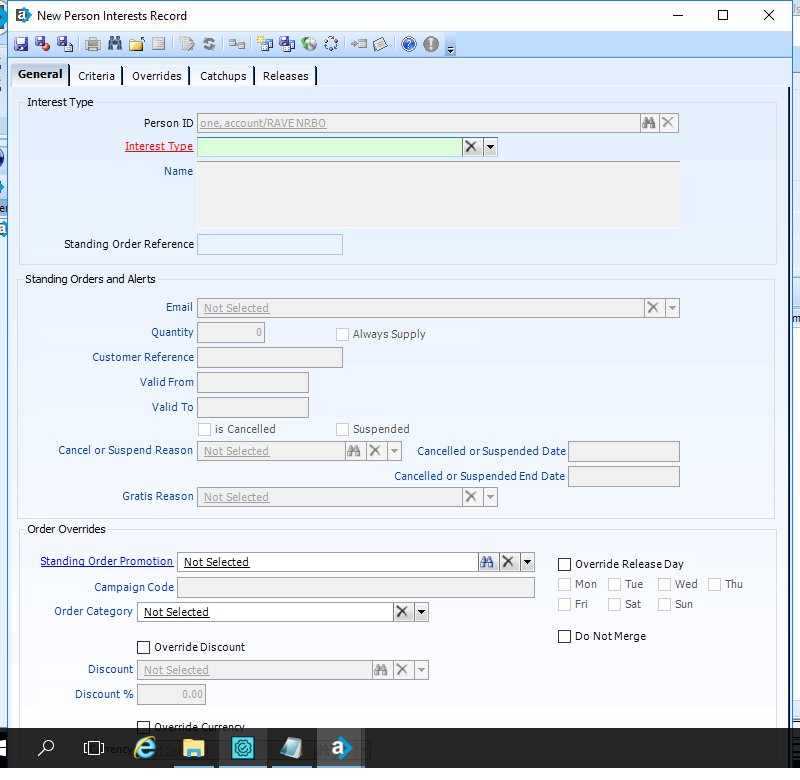 New Person Interests Record
General Criteria Overrides Catchups Releases
Interest Type
Person ID one, account/RAVENRBO
Interest Type
Name
Standing Order Reference
Standing Orders and Alerts
Email Not Selected
Quantity 0 Always Supply
Customer Reference
Valid From
Valid To
is Cancelled Suspended
Cancel or Suspend Reason Not Selected Cancelled or Suspended Date
Cancelled or Suspended End Date
Gratis Reason Not Selected
Order Overrides
Standing Order Promotion Not Selected Override Release Day
Campaign Code Mon Tue Wed Thu
Order Category Not Selected Fri Sat Sun
Do Not Merge
Override Discount
Discount Not Selected
Discount % 0.00
Override Currency